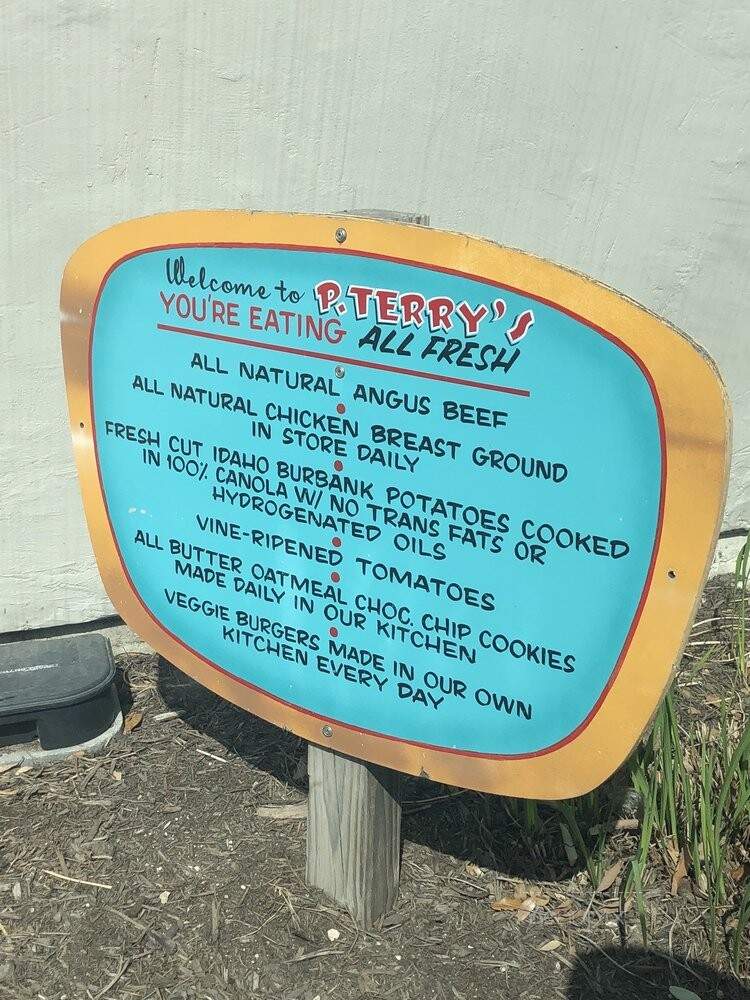 Welcome to P. TERRY'S
YOU'RE EATING ALL FRESH
ALL NATURAL ANGUS BEEF
ALL NATURAL CHICKEN BREAST GROUND
IN STORE DAILY
FRESH CUT IDAHO BURBANK POTATOES COOKED
IN 100% CANOLA W/ NO TRANS FATS OR
HYDROGENATED OILS
VINE-RIPENED TOMATOES
ALL BUTTER OATMEAL CHOC. CHIP COOKIES
MADE DAILY IN OUR KITCHEN
VEGGIE BURGERS MADE IN OUR OWN
KITCHEN EVERY DAY